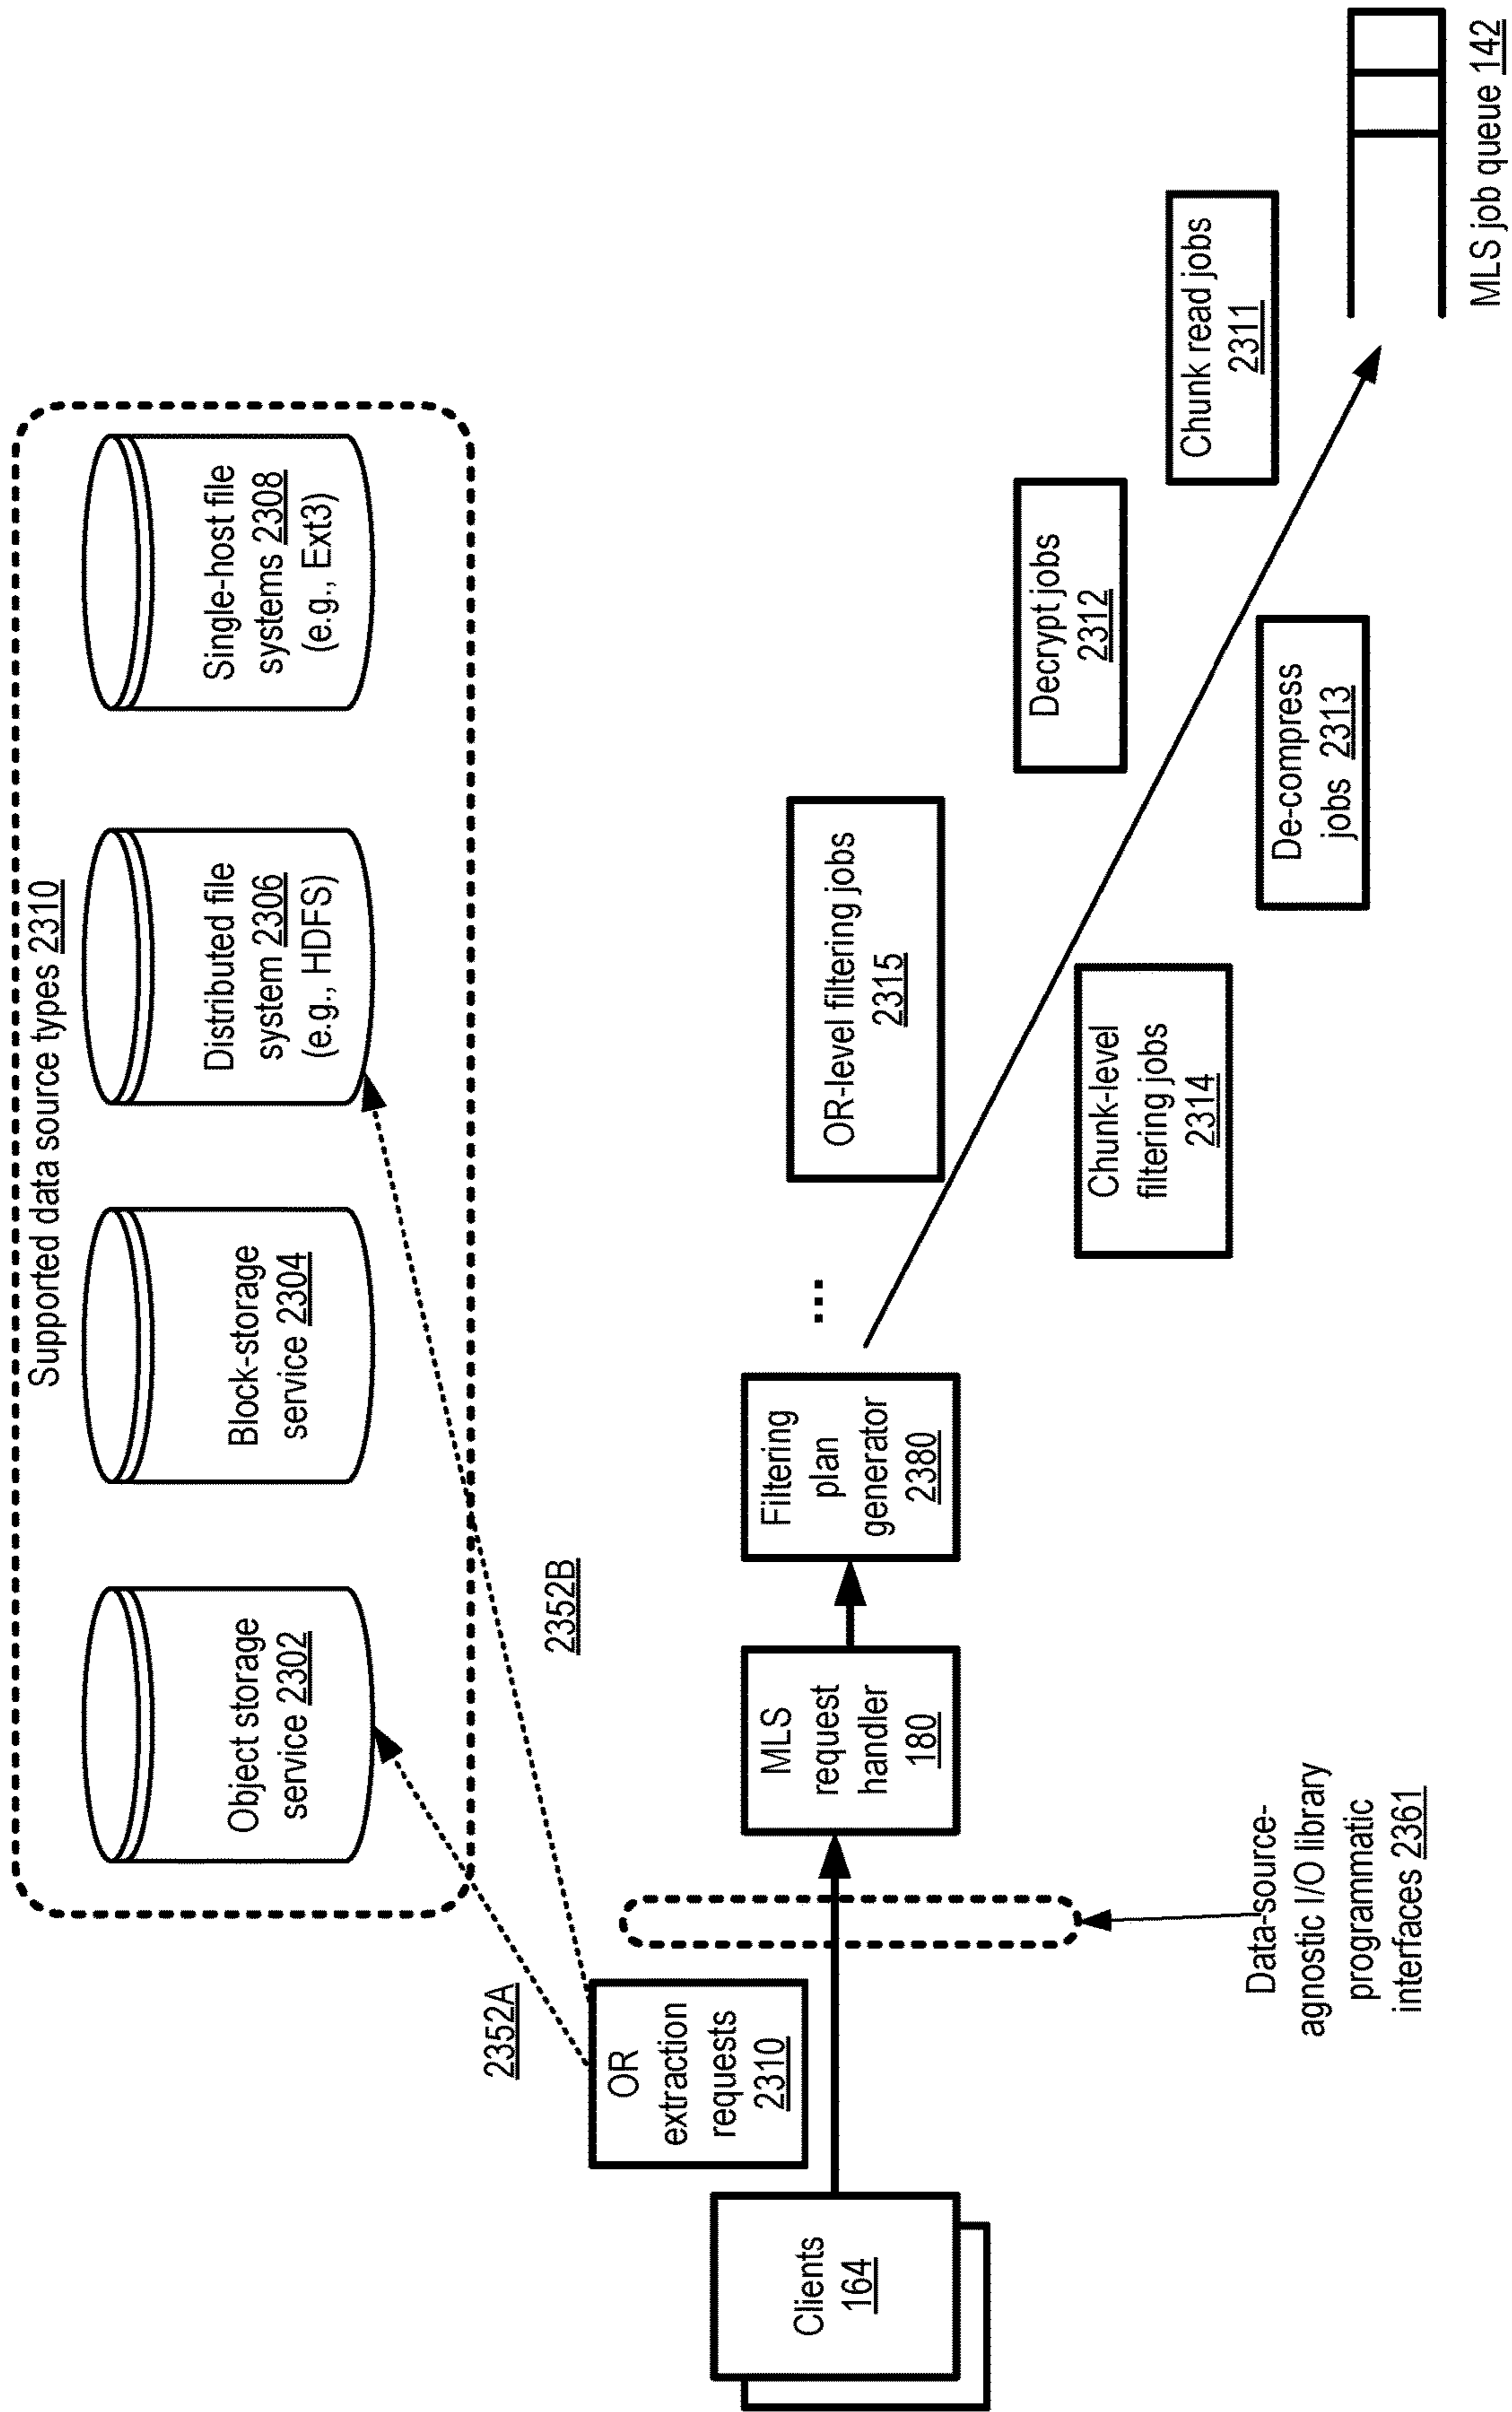 Supported data source types 2310
Object storage
service 2302
Block-storage
service 2304
Distributed file
system 2306
(e.g., HDFS)
Single-host file
systems 2308
(e.g., Ext3)
2352A
2352B
OR
extraction
requests
2310
Clients
164
MLS
request
handler
180
Filtering
plan
generator
2380
...
OR-level filtering jobs
2315
Decrypt jobs
2312
Chunk read jobs
2311
Chunk-level
filtering jobs
2314
De-compress
jobs 2313
Data-source-
agnostic I/O library
programmatic
interfaces 2361
MLS job queue 142